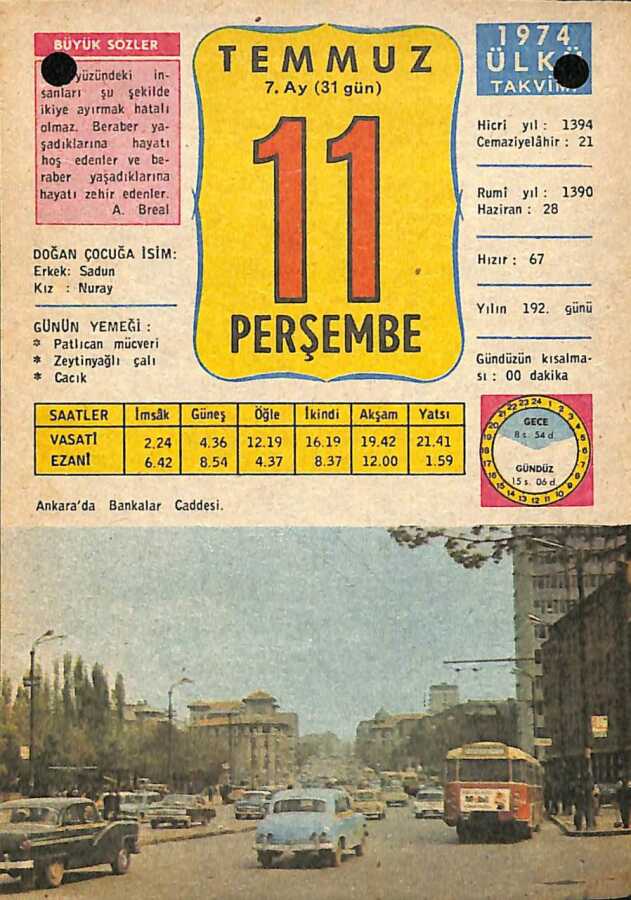 BÜYÜK SÖZLER
yüzündeki in-
sanları şu şekilde
ikiye ayırmak hatalı
olmaz. Beraber ya-
şadıklarına hayatı
hoş edenler ve be-
raber yaşadıklarına
hayatı zehir edenler.
A. Breal
DOĞAN ÇOCUĞA İSİM:
Erkek: Sadun
Kız : Nuray
GÜNÜN YEMEĞİ :
* Patlıcan mücveri
* Zeytinyağlı çalı
* Cacık
TEMMUZ
7. Ay (31 gün)
11
PERŞEMBE
1974
ÜLKÜ
TAKVİMİ
Hicri yıl : 1394
Cemaziyelâhir : 21
Rumî yıl : 1390
Haziran : 28
Hızır : 67
Yılın 192. günü
Gündüzün kısalma-
sı : 00 dakika
SAATLER İmsâk Güneş Öğle İkindi Akşam Yatsı
VASATÎ 2.24 4.36 12.19 16.19 19.42 21.41
EZANÎ 6.42 8.54 4.37 8.37 12.00 1.59
GECE
8 s. 54 d.
GÜNDÜZ
15 s. 06 d.
Ankara'da Bankalar Caddesi.
Mobil